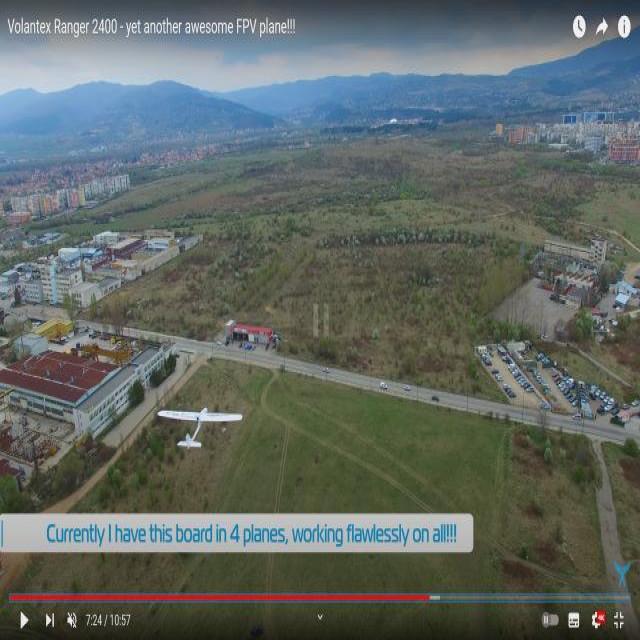 Volantex Ranger 2400 - yet another awesome FPV plane!!!
Currently I have this board in 4 planes, working flawlessly on all!!!
7:24 / 10:57